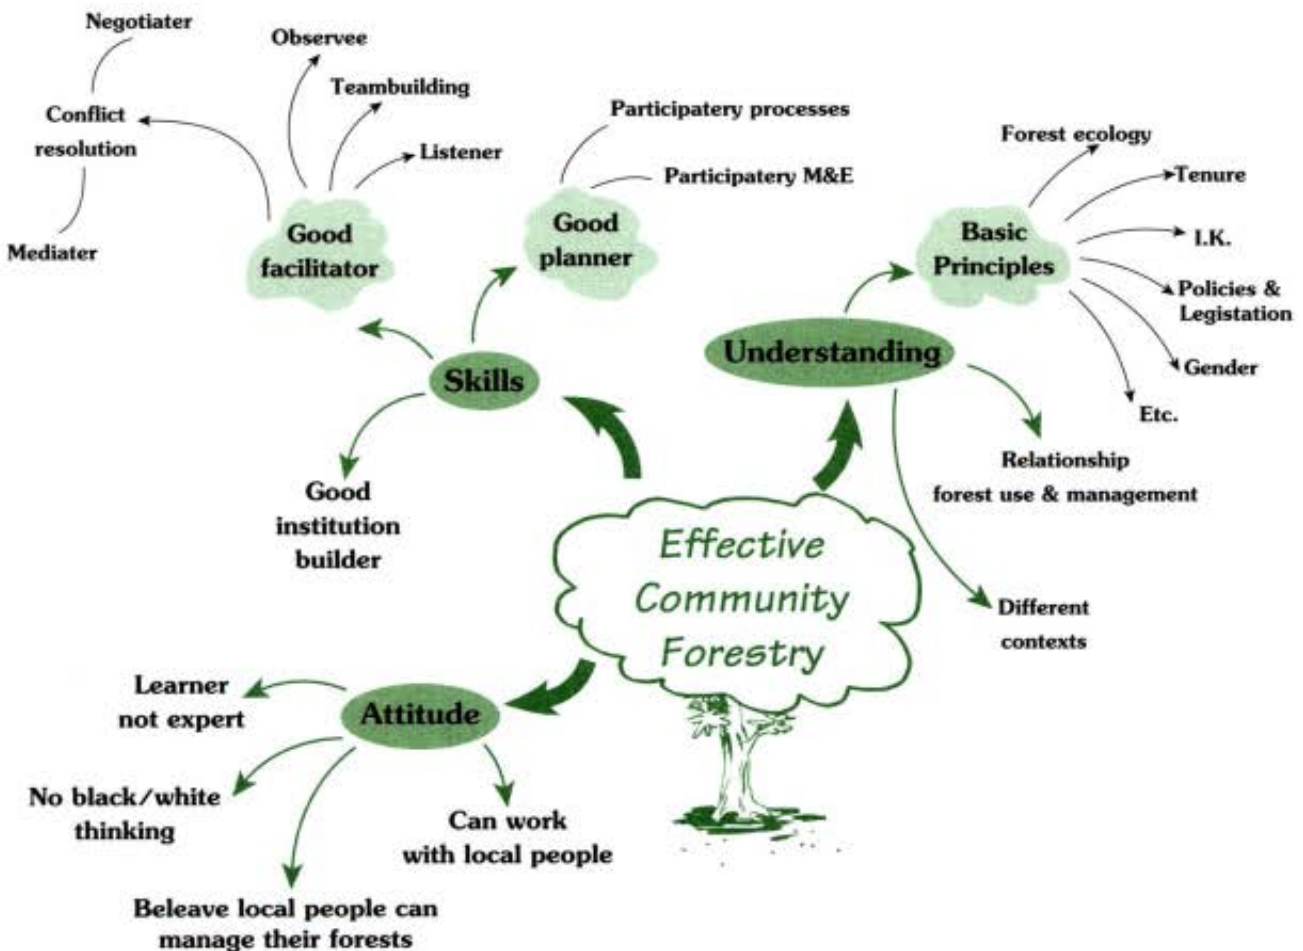 Negotiater
Conflict
resolution
Mediater
Observee
Teambuilding
Listener
Good
facilitator
Participatery processes
Participatery M&E
Good
planner
Skills
Good
institution
builder
Forest ecology
Tenure
I.K.
Policies &
Legistation
Gender
Etc.
Basic
Principles
Understanding
Relationship
forest use & management
Different
contexts
Effective
Community
Forestry
Attitude
Learner
not expert
No black/white
thinking
Beleave local people can
manage their forests
Can work
with local people